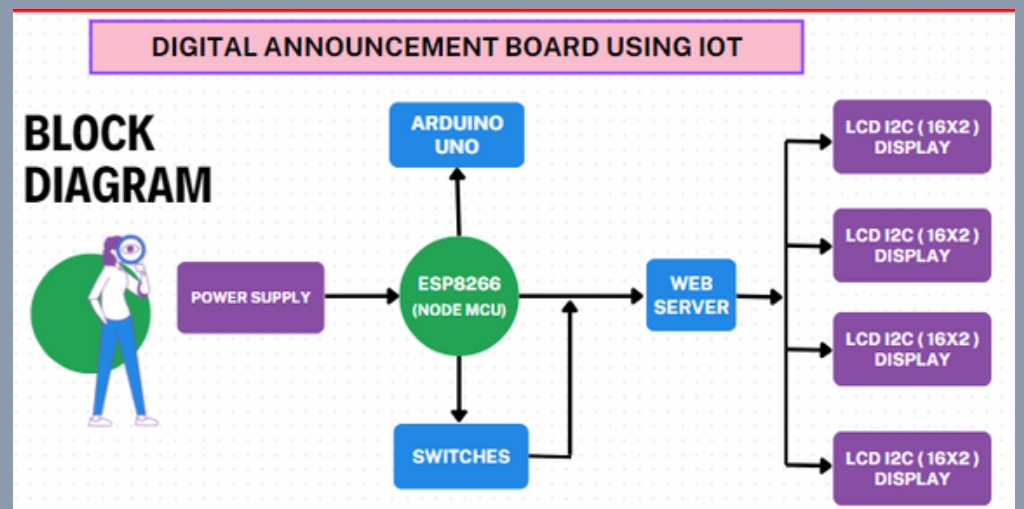 DIGITAL ANNOUNCEMENT BOARD USING IOT
BLOCK
DIAGRAM
ARDUINO
UNO
POWER SUPPLY
ESP8266
(NODE MCU)
SWITCHES
WEB
SERVER
LCD I2C ( 16X2 )
DISPLAY
LCD I2C ( 16X2 )
DISPLAY
LCD I2C ( 16X2 )
DISPLAY
LCD I2C ( 16X2 )
DISPLAY